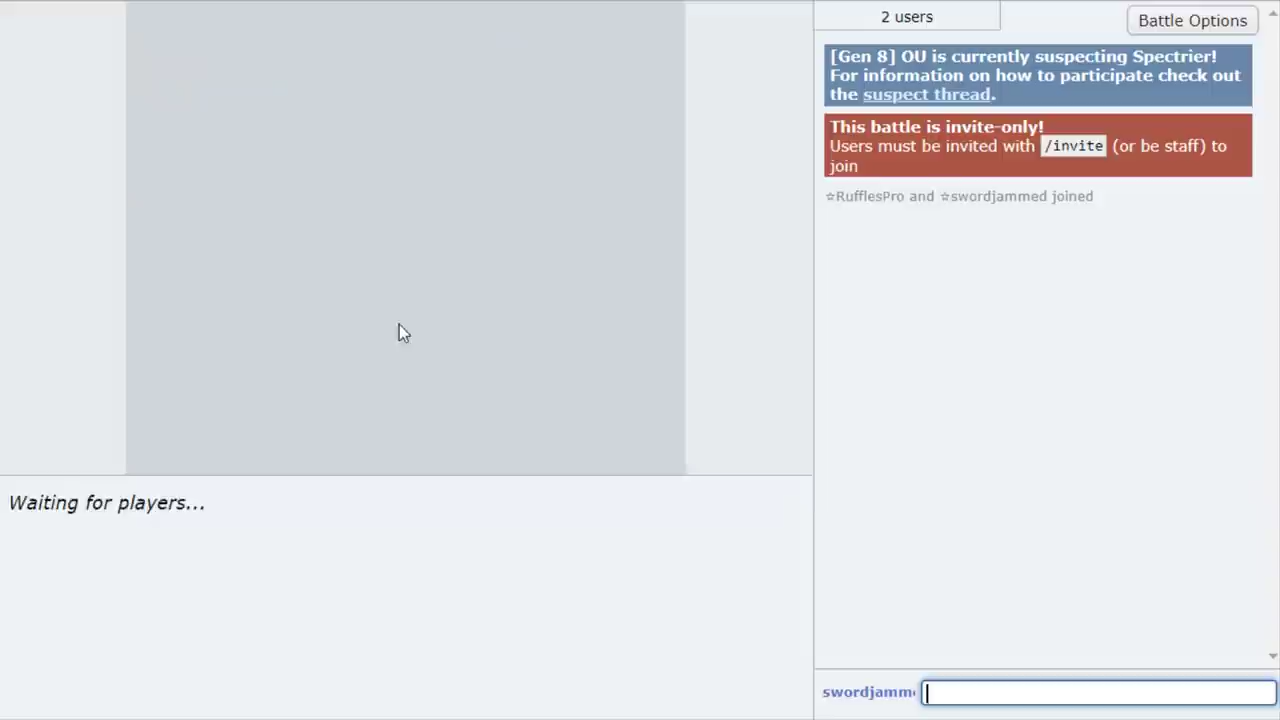 2 users
Battle Options
[Gen 8] OU is currently suspecting Spectrier!
For information on how to participate check out
the suspect thread.
This battle is invite-only!
Users must be invited with /invite (or be staff) to
join
☆RufflesPro and ☆swordjammed joined
Waiting for players...
swordjamm